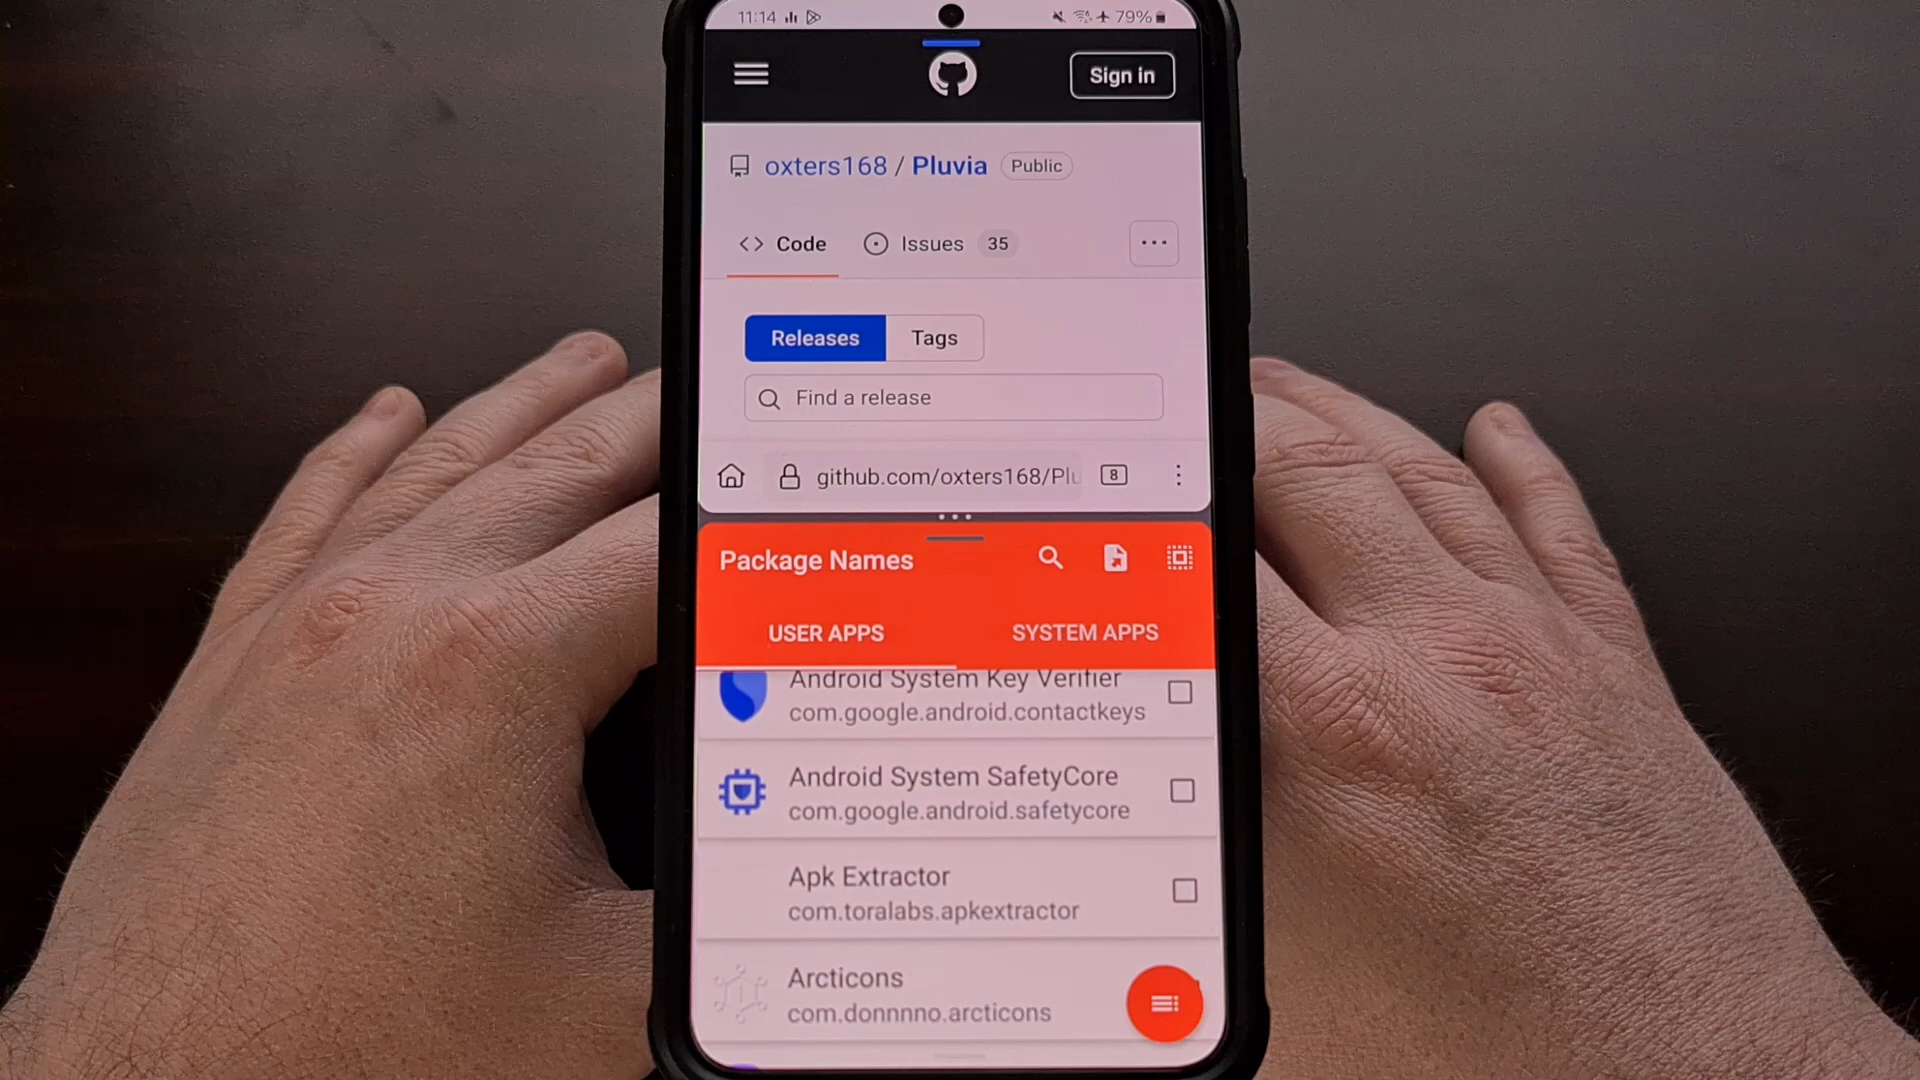 11:14 79%
Sign in
oxters168 / Pluvia Public
Code Issues 35
Releases Tags
Find a release
github.com/oxters168/Plu 8
Package Names
USER APPS SYSTEM APPS
Android System Key Verifier
com.google.android.contactkeys
Android System SafetyCore
com.google.android.safetycore
Apk Extractor
com.toralabs.apkextractor
Arcticons
com.donnnno.arcticons